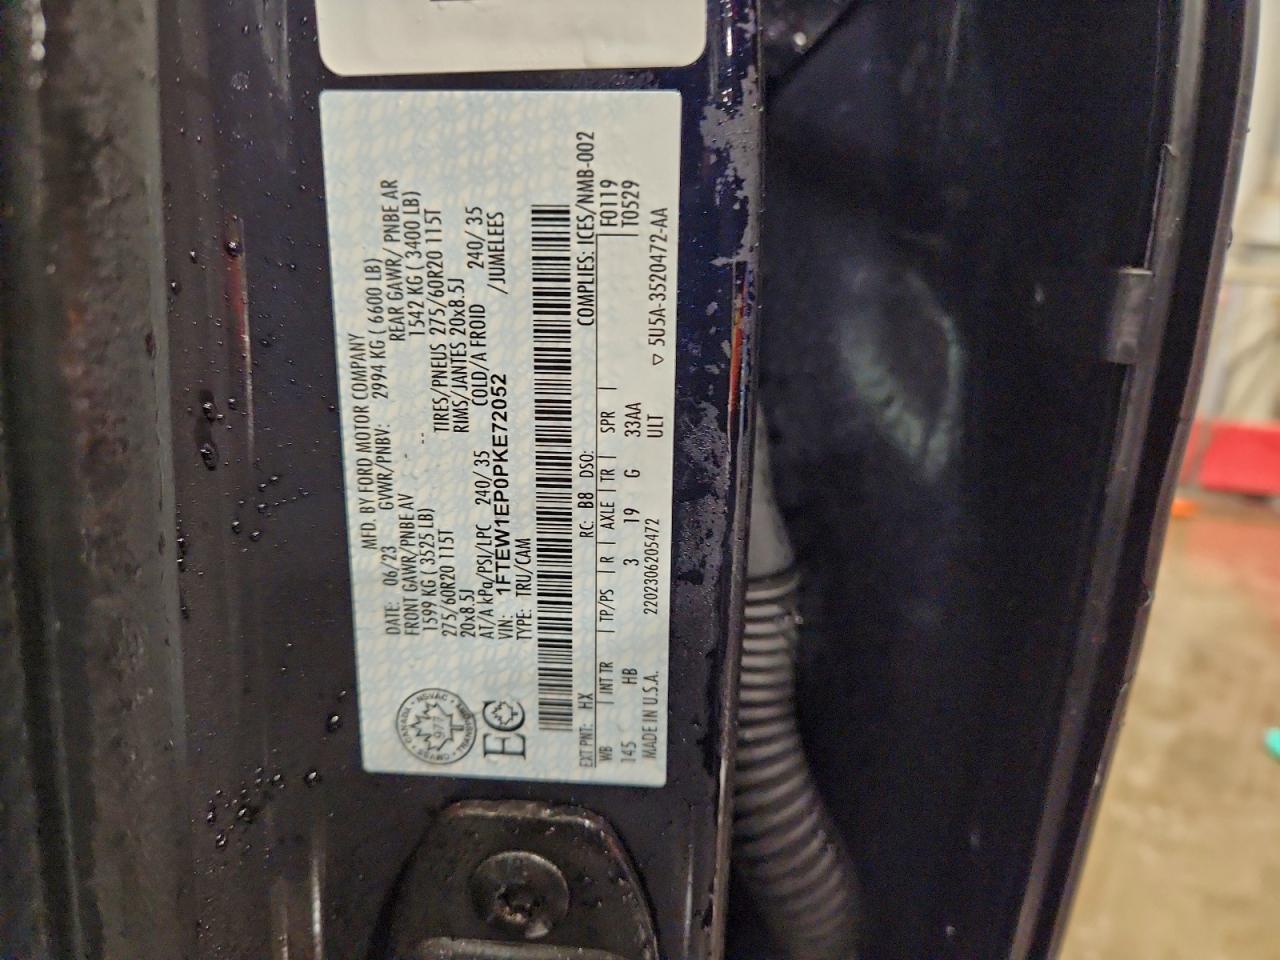 MFD. BY FORD MOTOR COMPANY
DATE: 06/23 GVWR/PNBV: 2994 KG ( 6600 LB)
FRONT GAWR/PNBE AV REAR GAWR/ PNBE AR
1599 KG ( 3525 LB) 1542 KG ( 3400 LB)
275/60R20 115T -- TIRES/PNEUS 275/60R20 115T
20x8.5J RIMS/JANTES 20x8.5J
AT/A kPa/PSI/LPC 240/ 35 COLD/A FROID 240/ 35
VIN: 1FTEW1EP0PKE72052 /JUMELEES
TYPE: TRU/CAM
EC
EXT PNT: HX RC: B8 DSO: COMPLIES: ICES/NMB-002
WB INT TR TP/PS R AXLE TR SPR F0119
145 HB 3 19 G 33AA T0529
ULT
MADE IN U.S.A. 2202306205472 ▽ 5U5A-3520472-AA